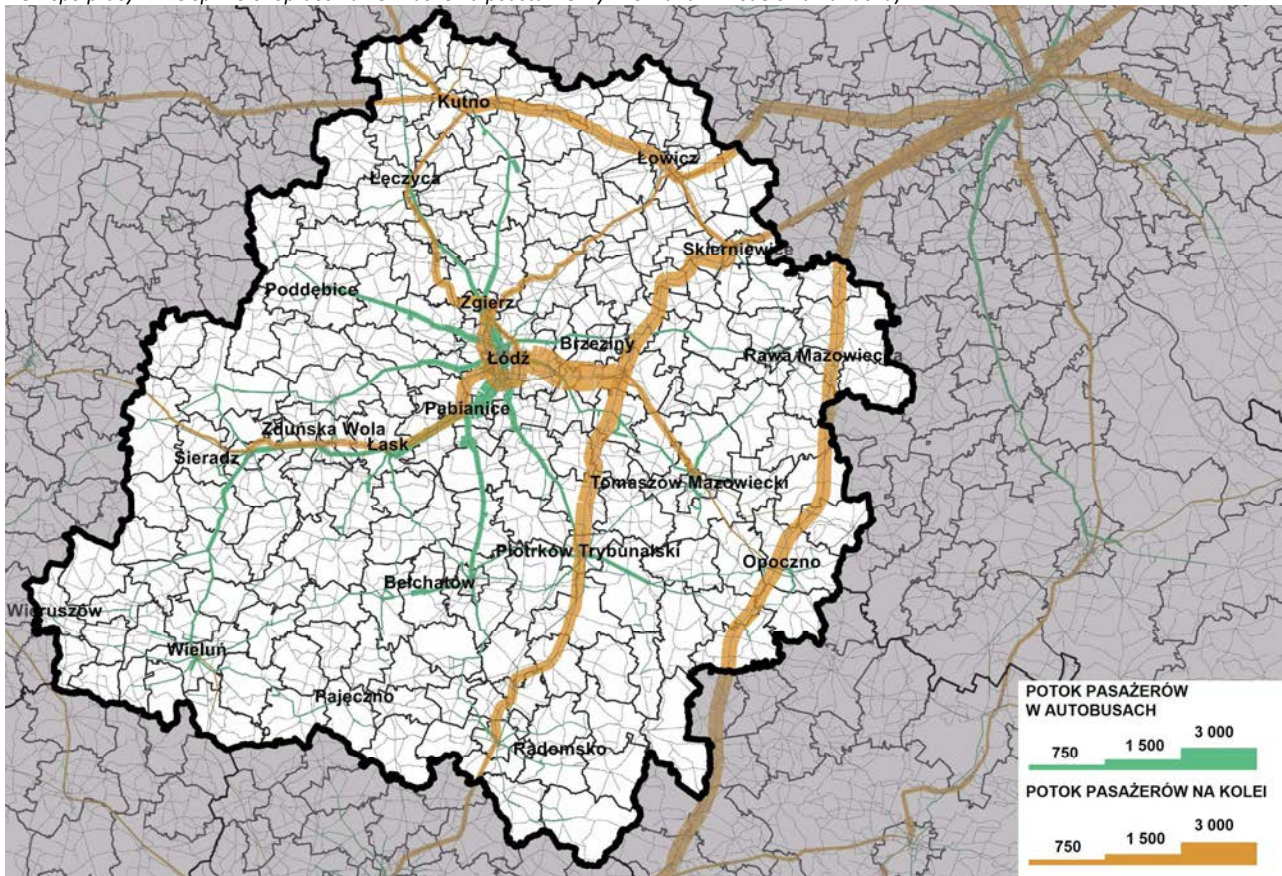 Kutno
Łowicz
Łęczyca
Skierniewice
Poddębice
Zgierz
Brzeziny
Łódź
Rawa Mazowiecka
Pabianice
Zduńska Wola
Łask
Sieradz
Tomaszów Mazowiecki
Piotrków Trybunalski
Opoczno
Bełchatów
Wieruszów
Wieluń
Pajęczno
Radomsko
POTOK PASAŻERÓW
W AUTOBUSACH
750 1 500 3 000
POTOK PASAŻERÓW NA KOLEI
750 1 500 3 000